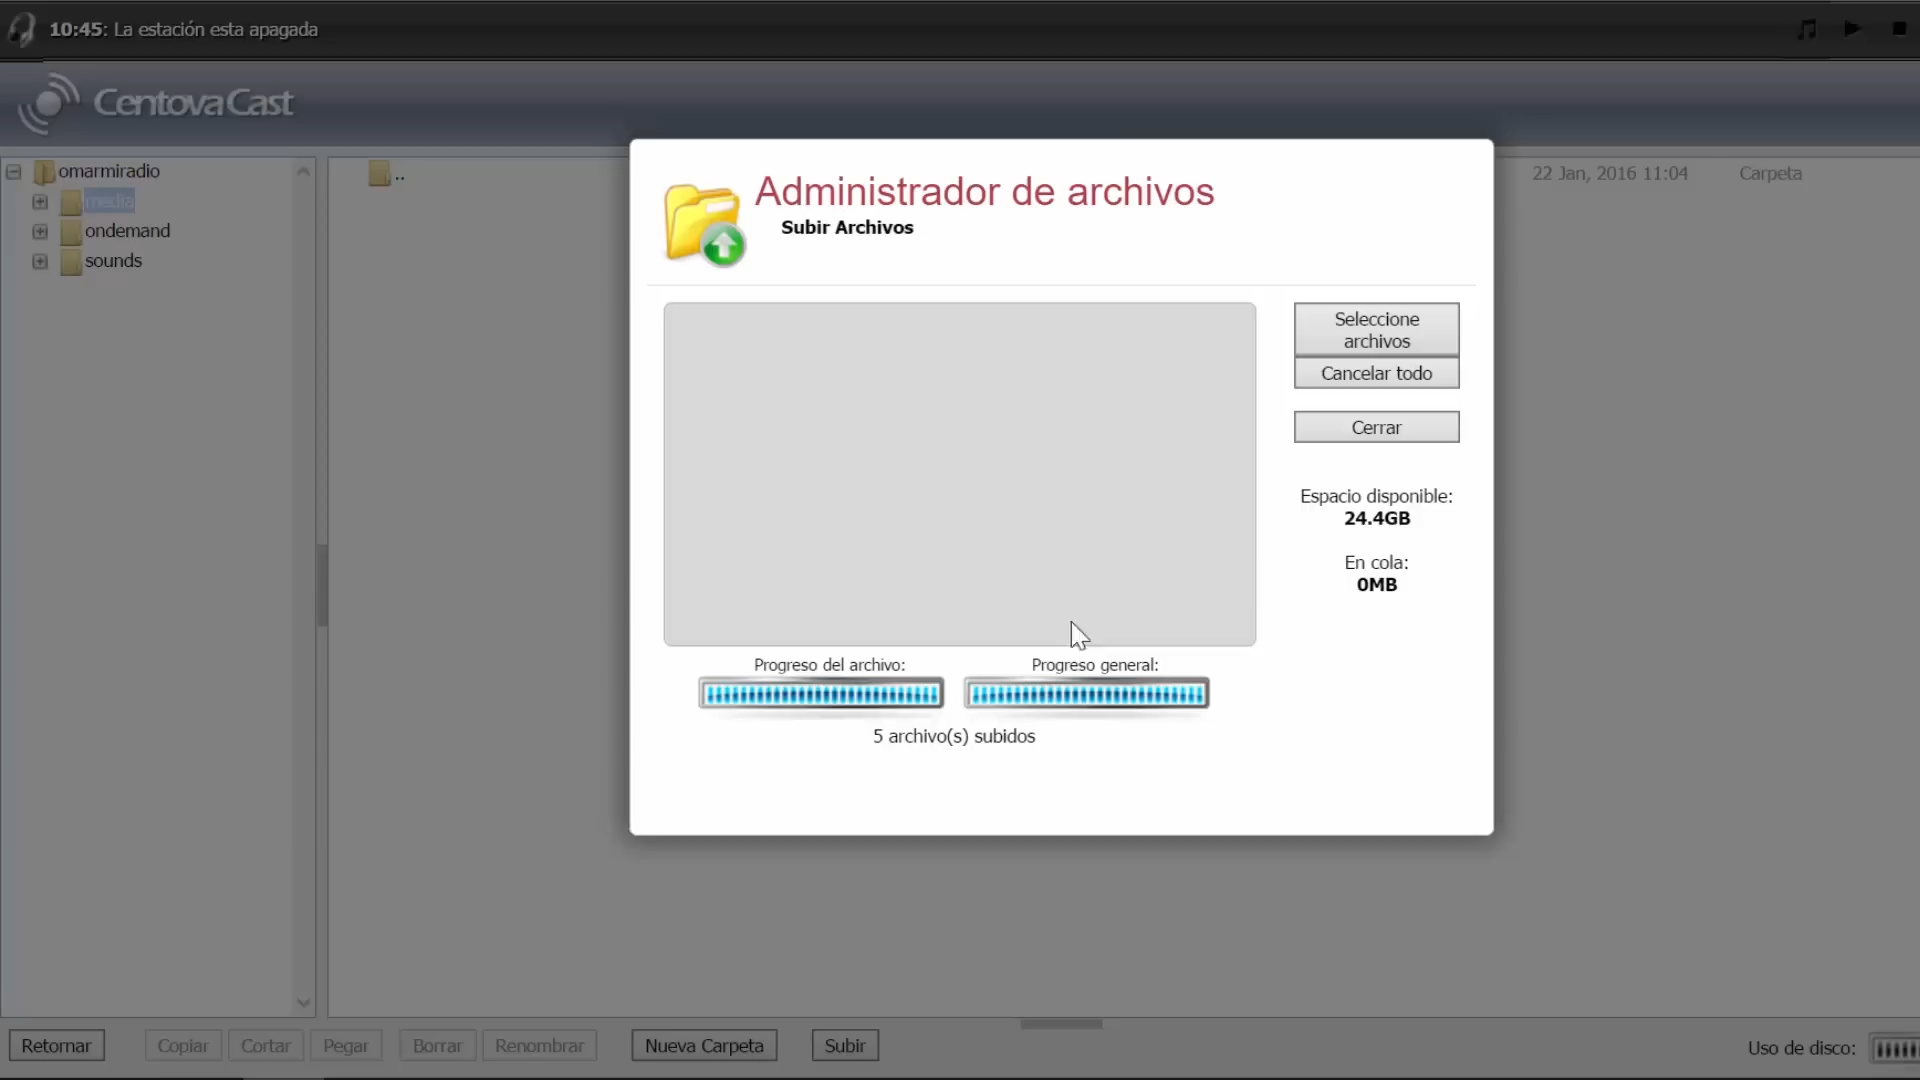 10:45: La estación esta apagada
CentovaCast
omarmiradio
media
ondemand
sounds
..
22 Jan, 2016 11:04 Carpeta
Administrador de archivos
Subir Archivos
Seleccione
archivos
Cancelar todo
Cerrar
Espacio disponible:
24.4GB
En cola:
0MB
Progreso del archivo: Progreso general:
5 archivo(s) subidos
Retornar Copiar Cortar Pegar Borrar Renombrar Nueva Carpeta Subir Uso de disco: